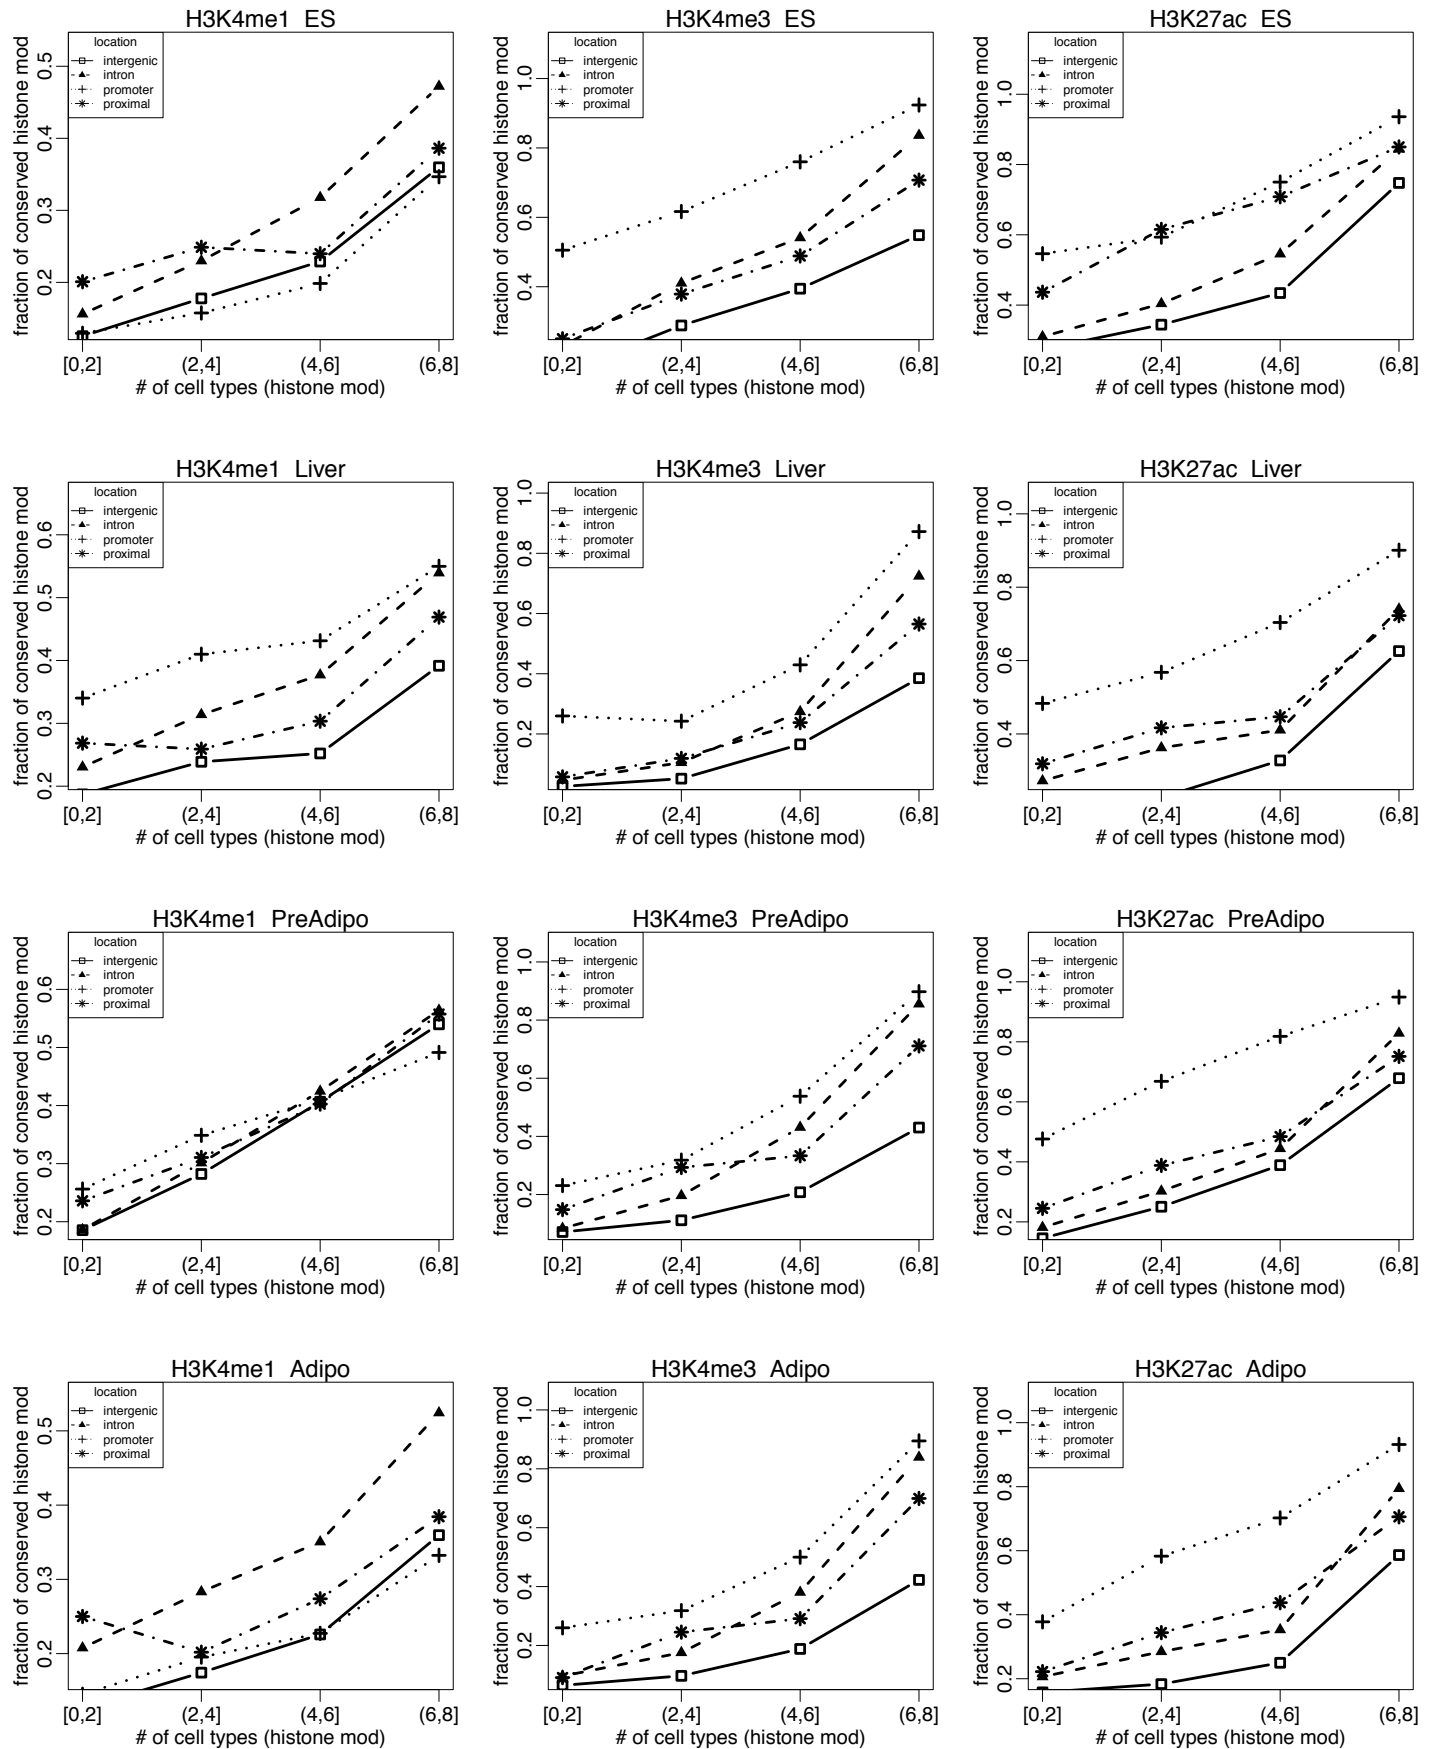 H3K4me1 ES
fraction of conserved histone mod
0.2 0.3 0.4 0.5
location
intergenic
intron
promoter
proximal
[0,2] (2,4] (4,6] (6,8]
# of cell types (histone mod)
H3K4me3 ES
fraction of conserved histone mod
0.4 0.6 0.8 1.0
location
intergenic
intron
promoter
proximal
[0,2] (2,4] (4,6] (6,8]
# of cell types (histone mod)
H3K27ac ES
fraction of conserved histone mod
0.4 0.6 0.8 1.0
location
intergenic
intron
promoter
proximal
[0,2] (2,4] (4,6] (6,8]
# of cell types (histone mod)
H3K4me1 Liver
fraction of conserved histone mod
0.2 0.3 0.4 0.5 0.6
location
intergenic
intron
promoter
proximal
[0,2] (2,4] (4,6] (6,8]
# of cell types (histone mod)
H3K4me3 Liver
fraction of conserved histone mod
0.2 0.4 0.6 0.8 1.0
location
intergenic
intron
promoter
proximal
[0,2] (2,4] (4,6] (6,8]
# of cell types (histone mod)
H3K27ac Liver
fraction of conserved histone mod
0.4 0.6 0.8 1.0
location
intergenic
intron
promoter
proximal
[0,2] (2,4] (4,6] (6,8]
# of cell types (histone mod)
H3K4me1 PreAdipo
fraction of conserved histone mod
0.2 0.3 0.4 0.5 0.6
location
intergenic
intron
promoter
proximal
[0,2] (2,4] (4,6] (6,8]
# of cell types (histone mod)
H3K4me3 PreAdipo
fraction of conserved histone mod
0.2 0.4 0.6 0.8 1.0
location
intergenic
intron
promoter
proximal
[0,2] (2,4] (4,6] (6,8]
# of cell types (histone mod)
H3K27ac PreAdipo
fraction of conserved histone mod
0.2 0.4 0.6 0.8 1.0
location
intergenic
intron
promoter
proximal
[0,2] (2,4] (4,6] (6,8]
# of cell types (histone mod)
H3K4me1 Adipo
fraction of conserved histone mod
0.2 0.3 0.4 0.5
location
intergenic
intron
promoter
proximal
[0,2] (2,4] (4,6] (6,8]
# of cell types (histone mod)
H3K4me3 Adipo
fraction of conserved histone mod
0.2 0.4 0.6 0.8 1.0
location
intergenic
intron
promoter
proximal
[0,2] (2,4] (4,6] (6,8]
# of cell types (histone mod)
H3K27ac Adipo
fraction of conserved histone mod
0.2 0.4 0.6 0.8 1.0
location
intergenic
intron
promoter
proximal
[0,2] (2,4] (4,6] (6,8]
# of cell types (histone mod)